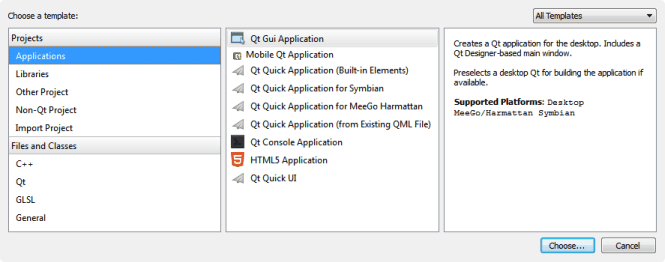 Choose a template:
All Templates
Projects
Applications
Libraries
Other Project
Non-Qt Project
Import Project
Files and Classes
C++
Qt
GLSL
General
Qt Gui Application
Mobile Qt Application
Qt Quick Application (Built-in Elements)
Qt Quick Application for Symbian
Qt Quick Application for MeeGo Harmattan
Qt Quick Application (from Existing QML File)
Qt Console Application
HTML5 Application
Qt Quick UI
Creates a Qt application for the desktop. Includes a
Qt Designer-based main window.
Preselects a desktop Qt for building the application if
available.
Supported Platforms: Desktop
MeeGo/Harmattan Symbian
Choose...
Cancel